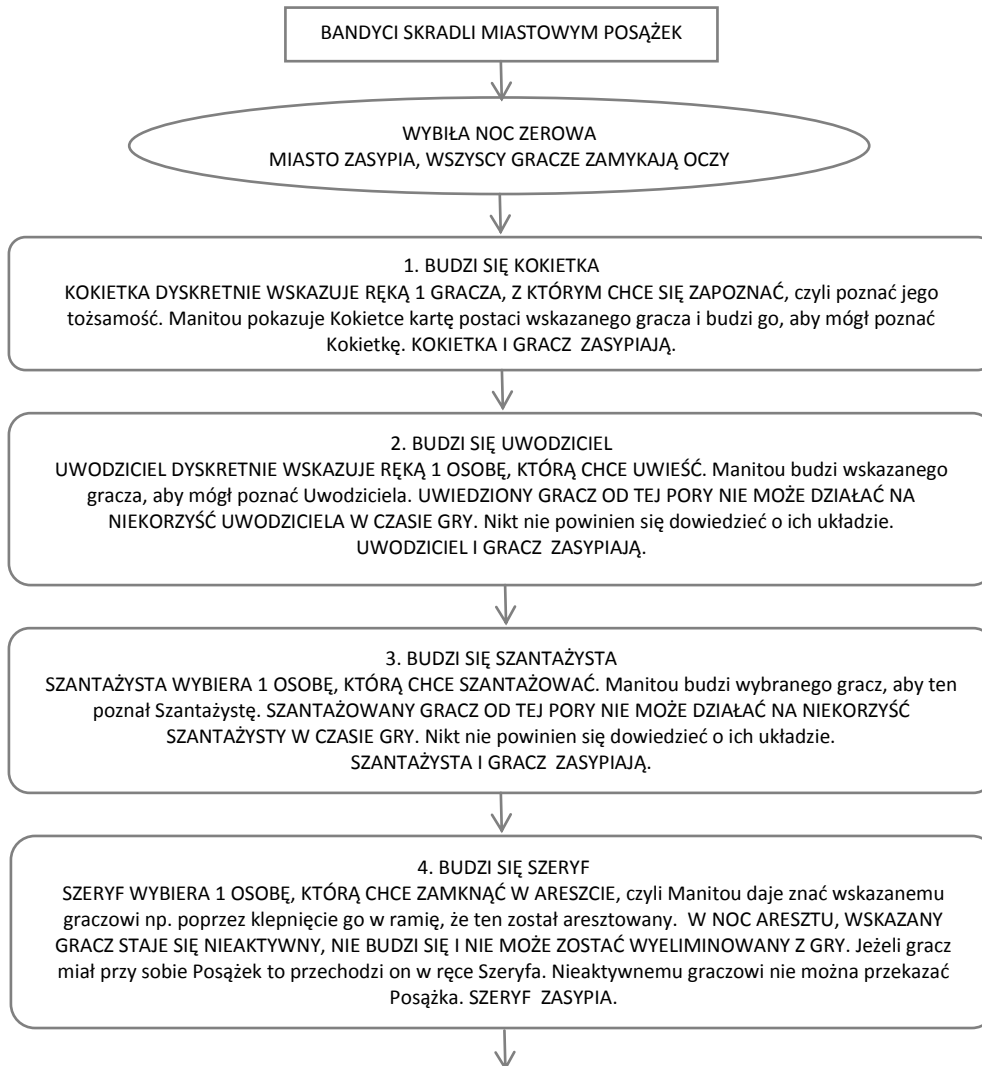 BANDYCI SKRADLI MIASTOWYM POSĄŻEK
WYBIŁA NOC ZEROWA
MIASTO ZASYPIA, WSZYSCY GRACZE ZAMYKAJĄ OCZY
1. BUDZI SIĘ KOKIETKA
KOKIETKA DYSKRETNIE WSKAZUJE RĘKĄ 1 GRACZA, Z KTÓRYM CHCE SIĘ ZAPOZNAĆ, czyli poznać jego
tożsamość. Manitou pokazuje Kokietce kartę postaci wskazanego gracza i budzi go, aby mógł poznać
Kokietkę. KOKIETKA I GRACZ ZASYPIAJĄ.
2. BUDZI SIĘ UWODZICIEL
UWODZICIEL DYSKRETNIE WSKAZUJE RĘKĄ 1 OSOBĘ, KTÓRĄ CHCE UWIEŚĆ. Manitou budzi wskazanego
gracza, aby mógł poznać Uwodziciela. UWIEDZIONY GRACZ OD TEJ PORY NIE MOŻE DZIAŁAĆ NA
NIEKORZYŚĆ UWODZICIELA W CZASIE GRY. Nikt nie powinien się dowiedzieć o ich układzie.
UWODZICIEL I GRACZ ZASYPIAJĄ.
3. BUDZI SIĘ SZANTAŻYSTA
SZANTAŻYSTA WYBIERA 1 OSOBĘ, KTÓRĄ CHCE SZANTAŻOWAĆ. Manitou budzi wybranego gracz, aby ten
poznał Szantażystę. SZANTAŻOWANY GRACZ OD TEJ PORY NIE MOŻE DZIAŁAĆ NA NIEKORZYŚĆ
SZANTAŻYSTY W CZASIE GRY. Nikt nie powinien się dowiedzieć o ich układzie.
SZANTAŻYSTA I GRACZ ZASYPIAJĄ.
4. BUDZI SIĘ SZERYF
SZERYF WYBIERA 1 OSOBĘ, KTÓRĄ CHCE ZAMKNĄĆ W ARESZCIE, czyli Manitou daje znać wskazanemu
graczowi np. poprzez klepnięcie go w ramię, że ten został aresztowany. W NOC ARESZTU, WSKAZANY
GRACZ STAJE SIĘ NIEAKTYWNY, NIE BUDZI SIĘ I NIE MOŻE ZOSTAĆ WYELIMINOWANY Z GRY. Jeżeli gracz
miał przy sobie Posążek to przechodzi on w ręce Szeryfa. Nieaktywnemu graczowi nie można przekazać
Posążka. SZERYF ZASYPIA.